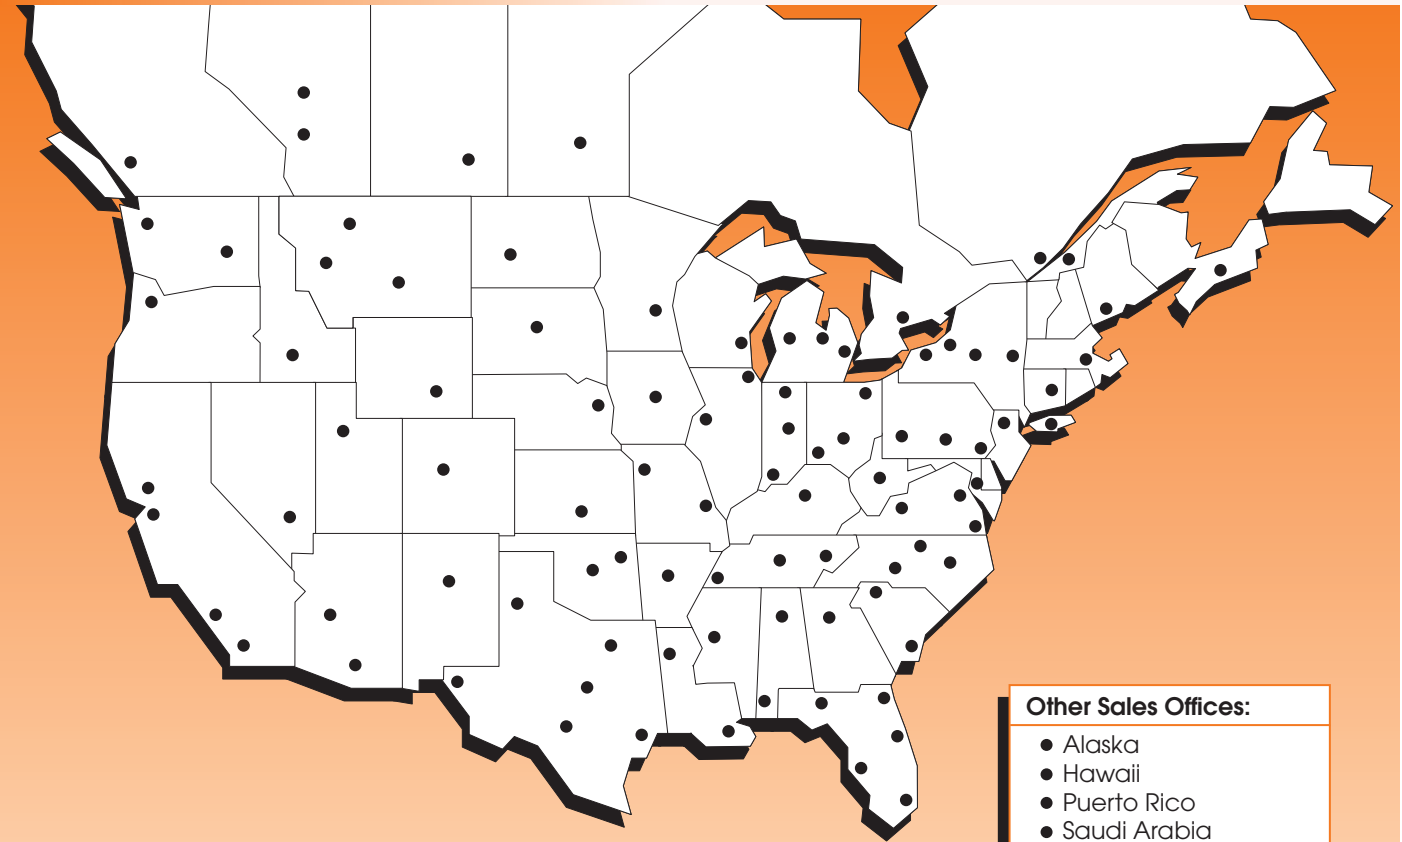 Other Sales Offices:
● Alaska
● Hawaii
● Puerto Rico
● Saudi Arabia